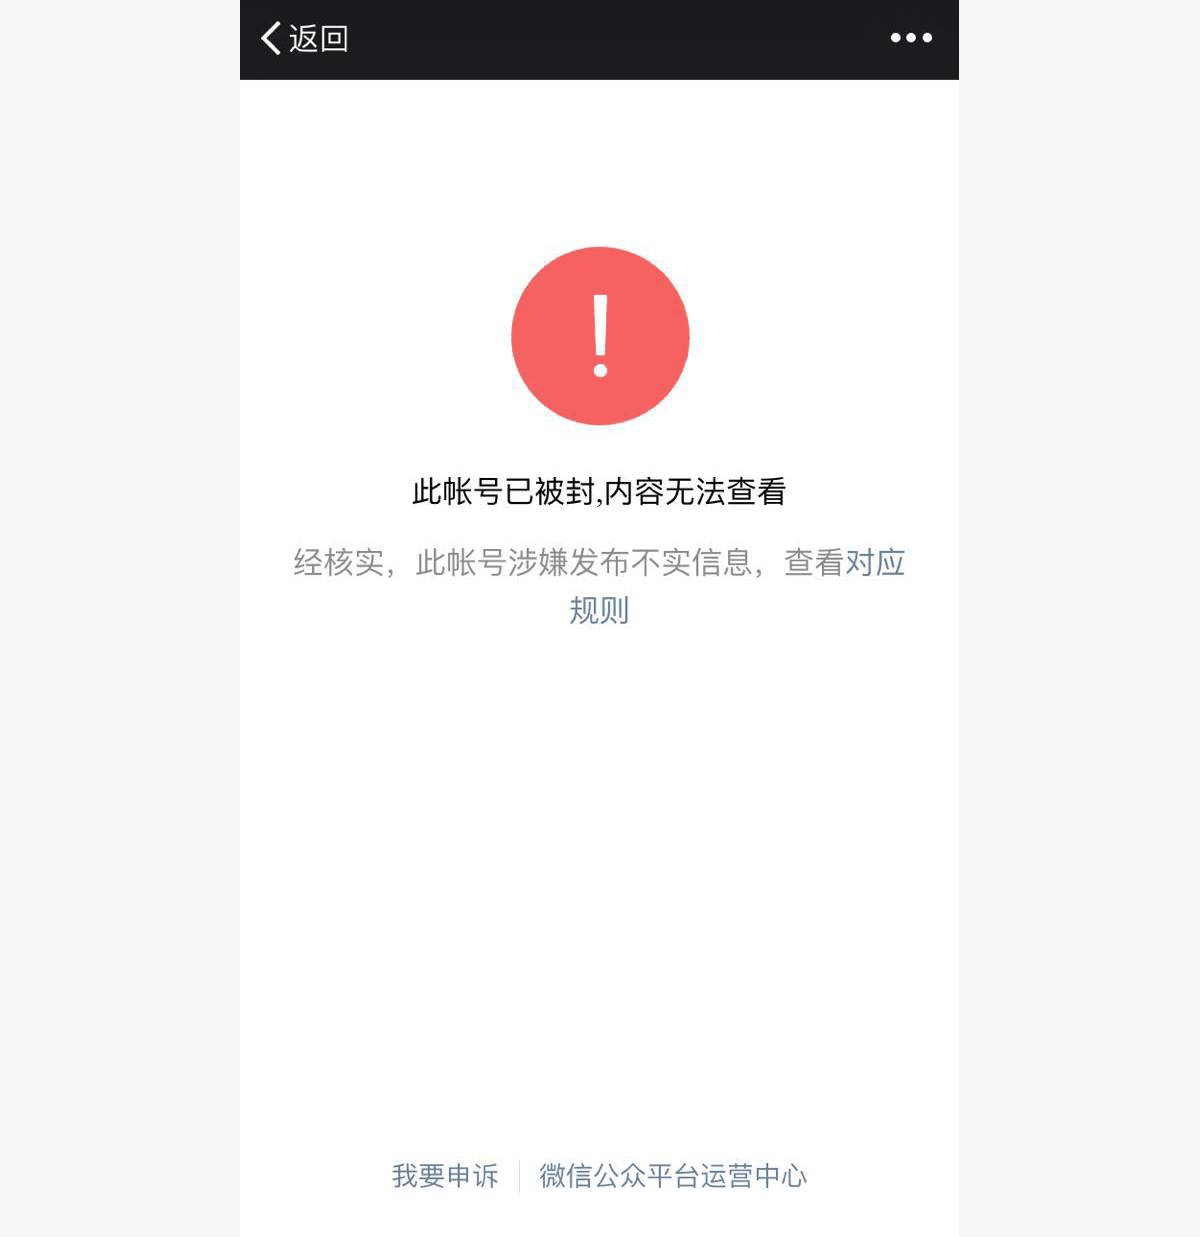 返回
此帐号已被封,内容无法查看
经核实，此帐号涉嫌发布不实信息，查看对应
规则
我要申诉 微信公众平台运营中心